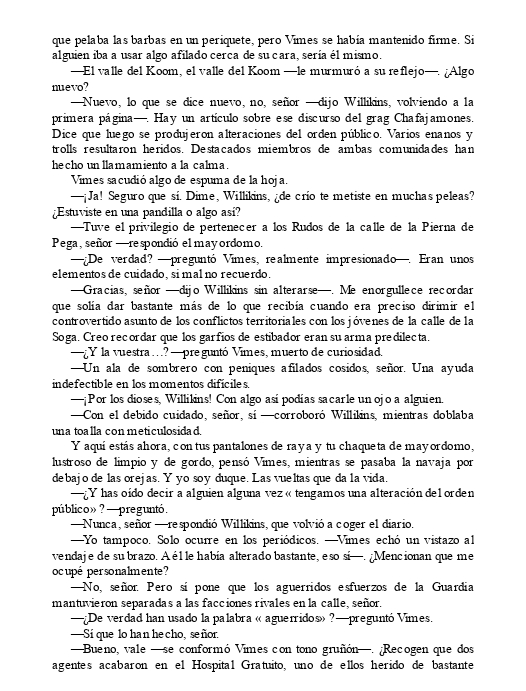 que pelaba las barbas en un periquete, pero Vimes se había mantenido firme. Si
alguien iba a usar algo afilado cerca de su cara, sería él mismo.
—El valle del Koom, el valle del Koom —le murmuró a su reflejo—. ¿Algo
nuevo?
—Nuevo, lo que se dice nuevo, no, señor —dijo Willikins, volviendo a la
primera página—. Hay un artículo sobre ese discurso del grag Chafajamones.
Dice que luego se produjeron alteraciones del orden público. Varios enanos y
trolls resultaron heridos. Destacados miembros de ambas comunidades han
hecho un llamamiento a la calma.
Vimes sacudió algo de espuma de la hoja.
—¡Ja! Seguro que sí. Dime, Willikins, ¿de crío te metiste en muchas peleas?
¿Estuviste en una pandilla o algo así?
—Tuve el privilegio de pertenecer a los Rudos de la calle de la Pierna de
Pega, señor —respondió el mayordomo.
—¿De verdad? —preguntó Vimes, realmente impresionado—. Eran unos
elementos de cuidado, si mal no recuerdo.
—Gracias, señor —dijo Willikins sin alterarse—. Me enorgullece recordar
que solía dar bastante más de lo que recibía cuando era preciso dirimir el
controvertido asunto de los conflictos territoriales con los jóvenes de la calle de la
Soga. Creo recordar que los garfios de estibador eran su arma predilecta.
—¿Y la vuestra…? —preguntó Vimes, muerto de curiosidad.
—Un ala de sombrero con peniques afilados cosidos, señor. Una ayuda
indefectible en los momentos difíciles.
—¡Por los dioses, Willikins! Con algo así podías sacarle un ojo a alguien.
—Con el debido cuidado, señor, sí —corroboró Willikins, mientras doblaba
una toalla con meticulosidad.
Y aquí estás ahora, con tus pantalones de raya y tu chaqueta de mayordomo,
lustroso de limpio y de gordo, pensó Vimes, mientras se pasaba la navaja por
debajo de las orejas. Y yo soy duque. Las vueltas que da la vida.
—¿Y has oído decir a alguien alguna vez « tengamos una alteración del orden
público» ? —preguntó.
—Nunca, señor —respondió Willikins, que volvió a coger el diario.
—Yo tampoco. Solo ocurre en los periódicos. —Vimes echó un vistazo al
vendaje de su brazo. A él le había alterado bastante, eso sí—. ¿Mencionan que me
ocupé personalmente?
—No, señor. Pero sí pone que los aguerridos esfuerzos de la Guardia
mantuvieron separadas a las facciones rivales en la calle, señor.
—¿De verdad han usado la palabra « aguerridos» ? —preguntó Vimes.
—Sí que lo han hecho, señor.
—Bueno, vale —se conformó Vimes con tono gruñón—. ¿Recogen que dos
agentes acabaron en el Hospital Gratuito, uno de ellos herido de bastante